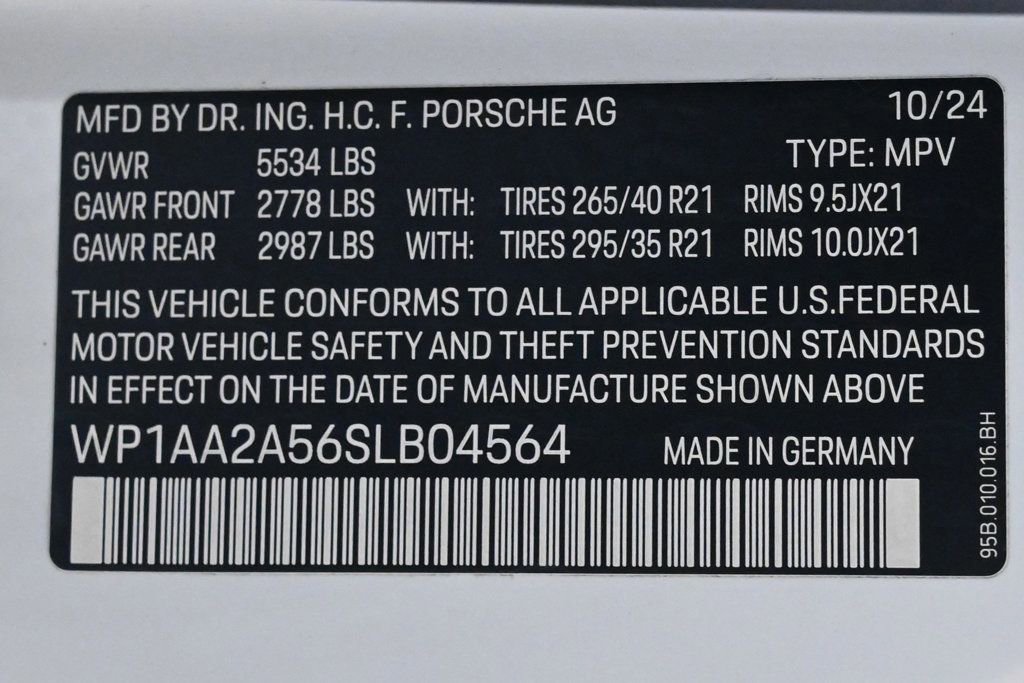 MFD BY DR. ING. H.C. F. PORSCHE AG 10/24
GVWR 5534 LBS TYPE: MPV
GAWR FRONT 2778 LBS WITH: TIRES 265/40 R21 RIMS 9.5JX21
GAWR REAR 2987 LBS WITH: TIRES 295/35 R21 RIMS 10.0JX21
THIS VEHICLE CONFORMS TO ALL APPLICABLE U.S.FEDERAL
MOTOR VEHICLE SAFETY AND THEFT PREVENTION STANDARDS
IN EFFECT ON THE DATE OF MANUFACTURE SHOWN ABOVE
WP1AA2A56SLB04564 MADE IN GERMANY
95B.010.016.BH